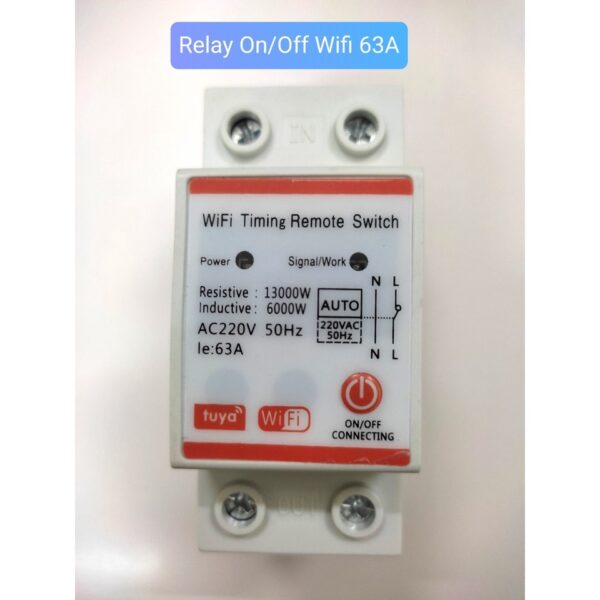 Relay On/Off Wifi 63A
IN
WiFi Timing Remote Switch
Power
Signal/Work
N L
Resistive : 13000W
Inductive : 6000W
AUTO
AC220V 50Hz
220VAC
50Hz
Ie:63A
N L
tuya
WiFi
ON/OFF
CONNECTING
OUT